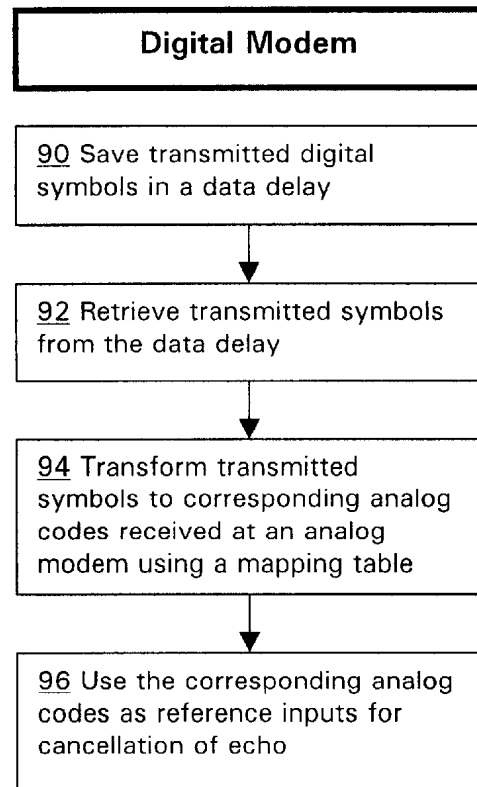 Digital Modem
90 Save transmitted digital
symbols in a data delay
92 Retrieve transmitted symbols
from the data delay
94 Transform transmitted
symbols to corresponding analog
codes received at an analog
modem using a mapping table
96 Use the corresponding analog
codes as reference inputs for
cancellation of echo